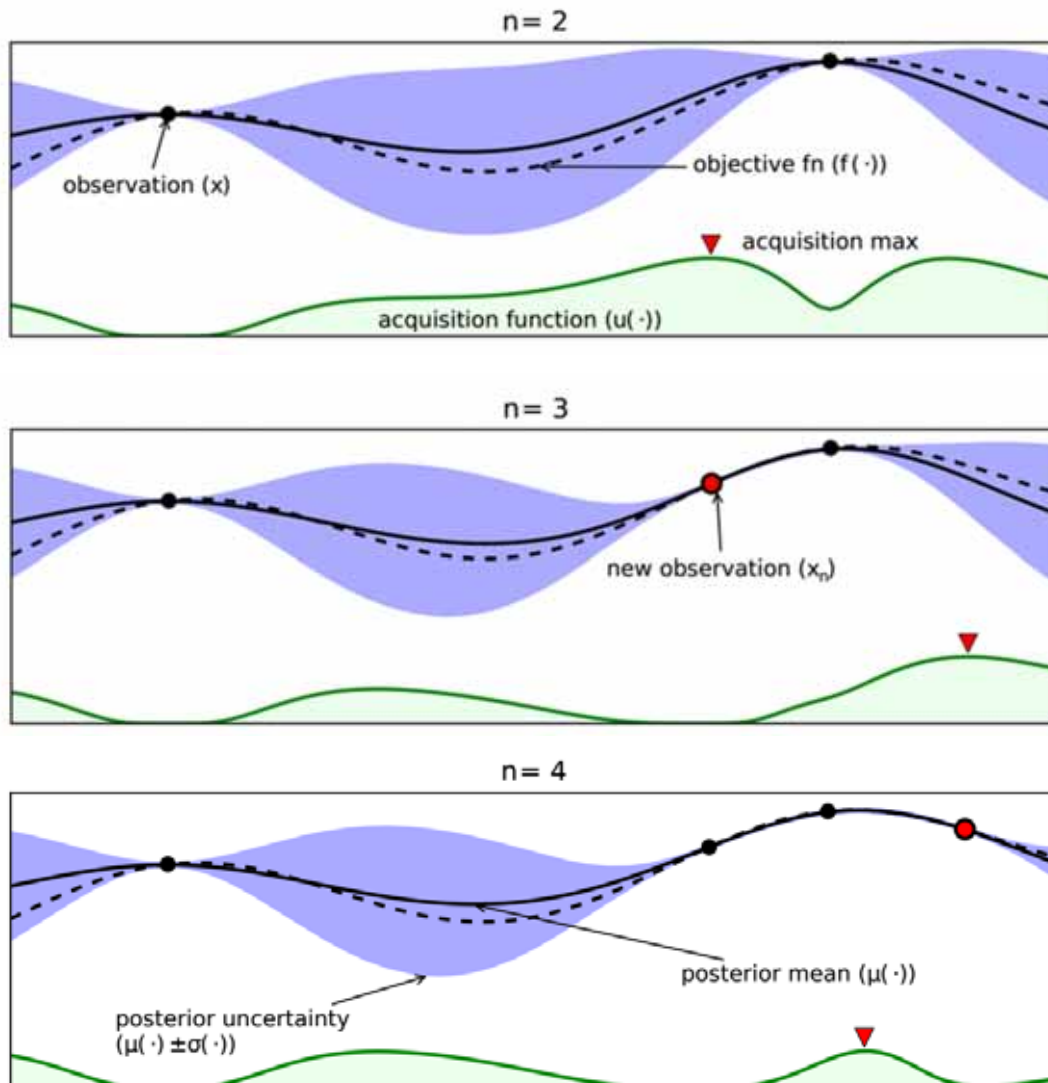 n= 2
observation (x)
objective fn (f( · ))
acquisition max
acquisition function (u( · ))
n= 3
new observation (xₙ)
n= 4
posterior mean (μ( · ))
posterior uncertainty
(μ( · ) ±σ( · ))